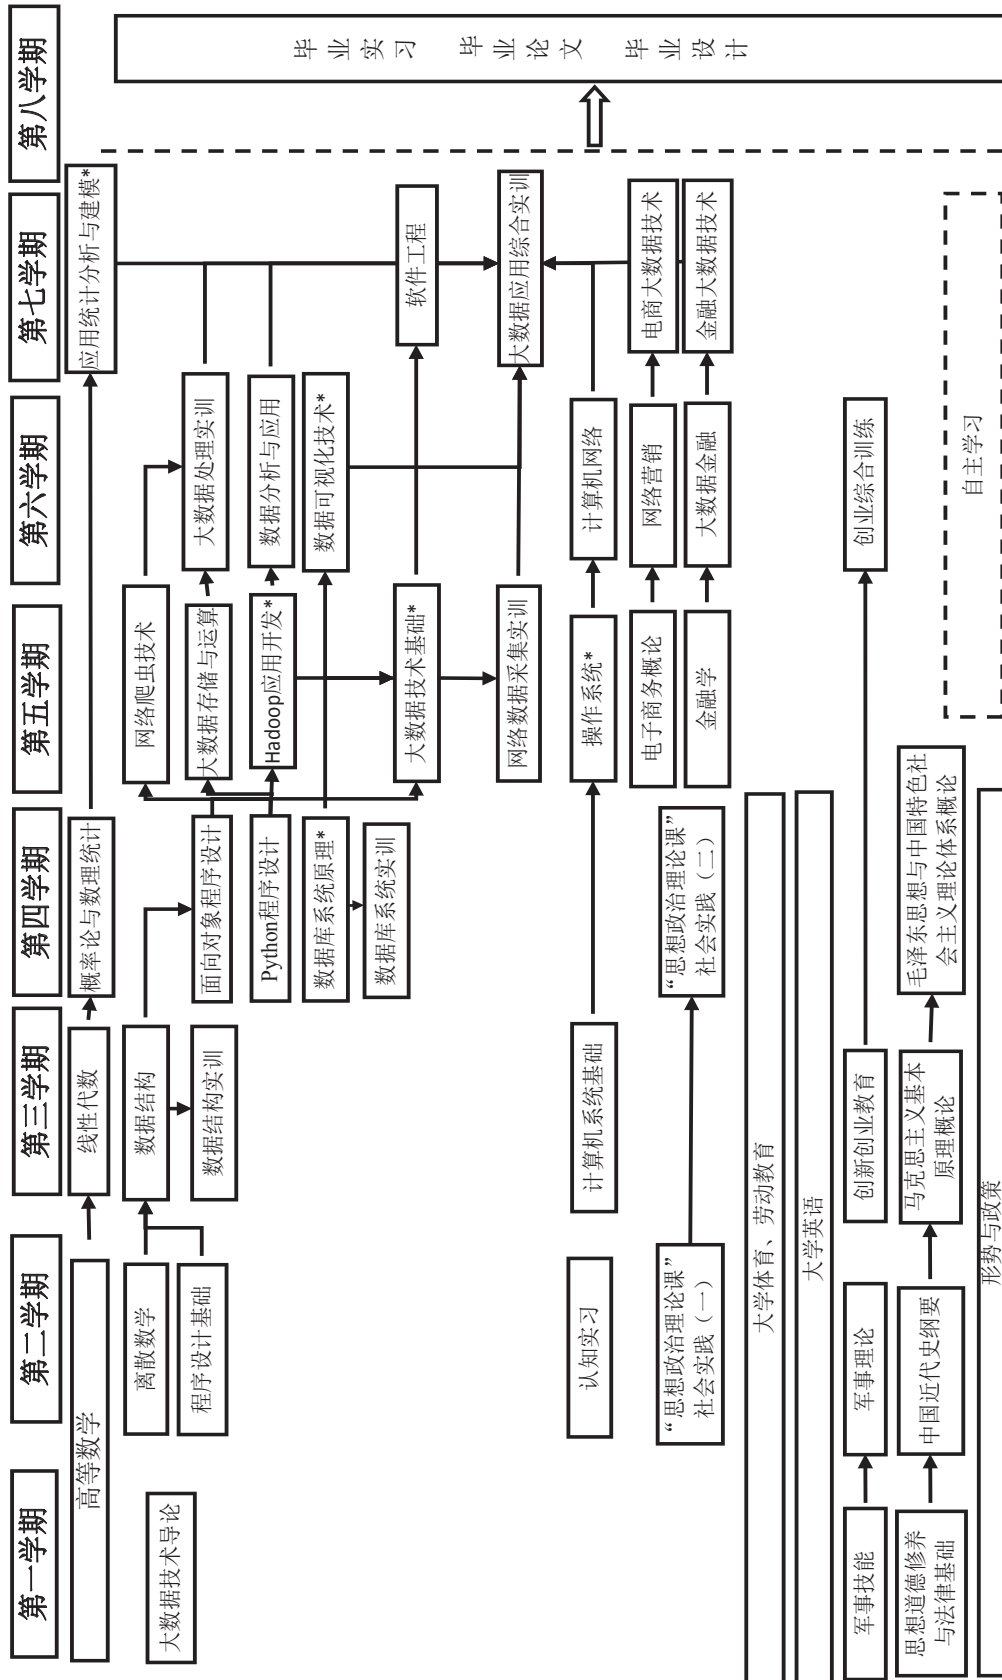 第一学期
第二学期
第三学期
第四学期
第五学期
第六学期
第七学期
第八学期
高等数学
线性代数
概率论与数理统计
应用统计分析与建模*
大数据技术导论
离散数学
程序设计基础
数据结构
数据结构实训
面向对象程序设计
Python程序设计
数据库系统原理*
数据库系统实训
网络爬虫技术
大数据存储与运算
Hadoop应用开发*
大数据技术基础*
网络数据采集实训
大数据处理实训
数据分析与应用
数据可视化技术*
软件工程
大数据应用综合实训
认知实习
计算机系统基础
操作系统*
计算机网络
电子商务概论
网络营销
电商大数据技术
金融学
大数据金融
金融大数据技术
“思想政治理论课”
社会实践（一）
“思想政治理论课”
社会实践（二）
大学体育、劳动教育
大学英语
军事技能
军事理论
创新创业教育
创业综合训练
思想道德修养
与法律基础
中国近代史纲要
马克思主义基本
原理概论
毛泽东思想与中国特色社
会主义理论体系概论
形势与政策
自主学习
毕业实习 毕业论文 毕业设计